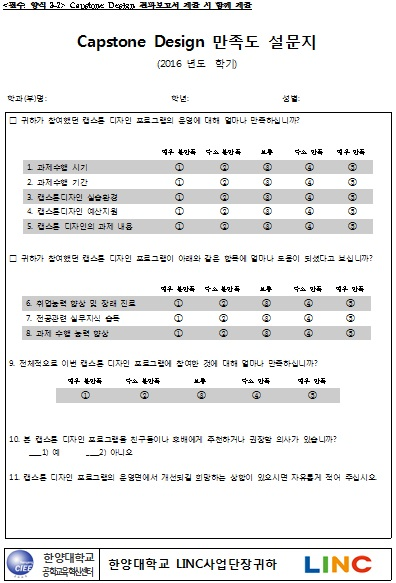 <필수: 양식 3-2> Capstone Design 결과보고서 제출 시 함께 제출
Capstone Design 만족도 설문지
(2016 년도 학기)
학과(부)명: 학년: 성별:
□ 귀하가 참여했던 캡스톤 디자인 프로그램의 운영에 대해 얼마나 만족하십니까?
매우 불만족 다소 불만족 보통 다소 만족 매우 만족
1. 과제수행 시기 ① ② ③ ④ ⑤
2. 과제수행 기간 ① ② ③ ④ ⑤
3. 캡스톤디자인 실습환경 ① ② ③ ④ ⑤
4. 캡스톤디자인 예산지원 ① ② ③ ④ ⑤
5. 캡스톤 디자인의 과제 내용 ① ② ③ ④ ⑤
□ 귀하가 참여했던 캡스톤 디자인 프로그램이 아래와 같은 항목에 얼마나 도움이 되셨다고 보십니까?
매우 불만족 다소 불만족 보통 다소 만족 매우 만족
6. 취업능력 향상 및 장래 진로 ① ② ③ ④ ⑤
7. 전공관련 실무지식 습득 ① ② ③ ④ ⑤
8. 과제 수행 능력 향상 ① ② ③ ④ ⑤
9. 전체적으로 이번 캡스톤 디자인 프로그램에 참여한 것에 대해 얼마나 만족하십니까?
매우 불만족 다소 불만족 보통 다소 만족 매우 만족
① ② ③ ④ ⑤
10. 본 캡스톤 디자인 프로그램을 친구들이나 후배에게 추천하거나 권장할 의사가 있습니까?
___1) 예 ___2) 아니오
11. 캡스톤 디자인 프로그램의 운영면에서 개선되길 희망하는 사항이 있으시면 자유롭게 적어 주십시오.
CIEE 한양대학교
공학교육혁신센터
한양대학교 LINC사업단장귀하
LINC